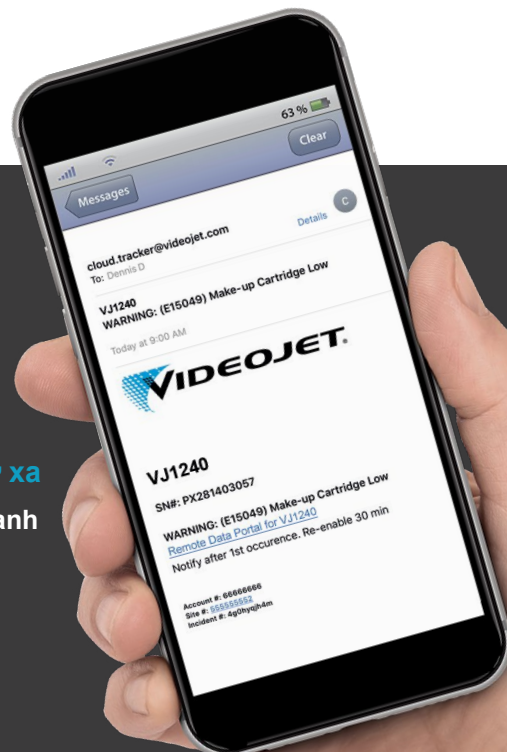 63 %
Messages
Clear
cloud.tracker@videojet.com
To: Dennis D
Details
C
VJ1240
WARNING: (E15049) Make-up Cartridge Low
Today at 9:00 AM
VIDEOJET.
VJ1240
SN#: PX281403057
WARNING: (E15049) Make-up Cartridge Low
Remote Data Portal for VJ1240
Notify after 1st occurence. Re-enable 30 min
Account #: 66666666
Site #: 555555552
Incident #: 4g0hyqjh4m
xa